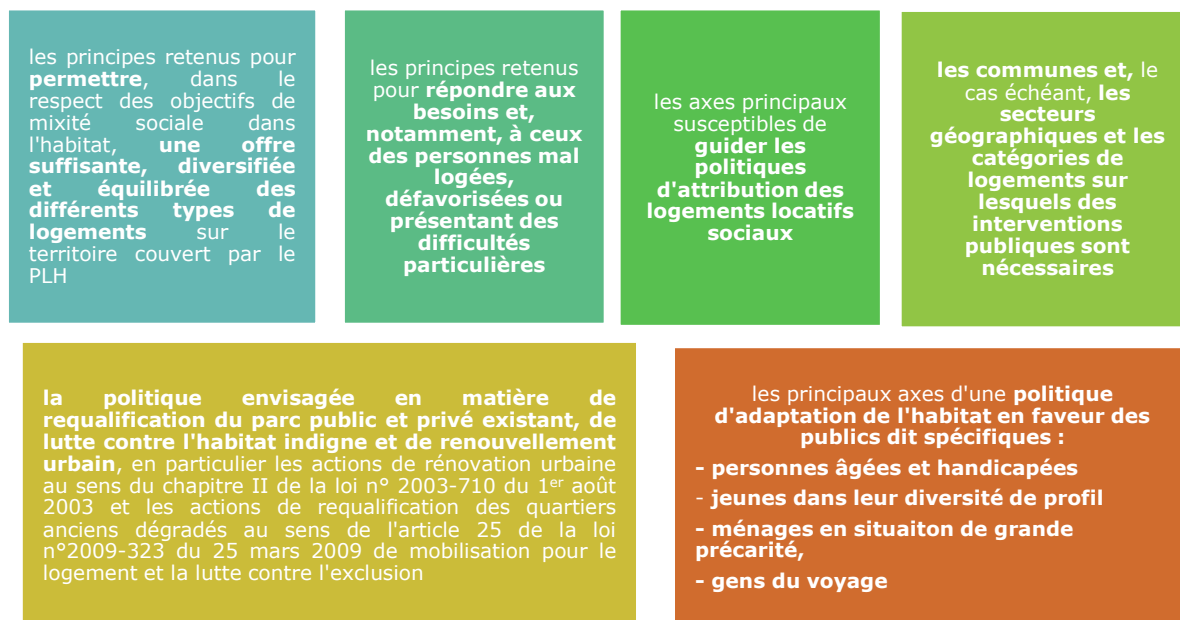 les principes retenus pour
permettre, dans le
respect des objectifs de
mixité sociale dans
l'habitat, une offre
suffisante, diversifiée
et équilibrée des
différents types de
logements sur le
territoire couvert par le
PLH
les principes retenus
pour répondre aux
besoins et,
notamment, à ceux
des personnes mal
logées,
défavorisées ou
présentant des
difficultés
particulières
les axes principaux
susceptibles de
guider les
politiques
d'attribution des
logements locatifs
sociaux
les communes et, le
cas échéant, les
secteurs
géographiques et les
catégories de
logements sur
lesquels des
interventions
publiques sont
nécessaires
la politique envisagée en matière de
requalification du parc public et privé existant, de
lutte contre l'habitat indigne et de renouvellement
urbain, en particulier les actions de rénovation urbaine
au sens du chapitre II de la loi n° 2003-710 du 1er août
2003 et les actions de requalification des quartiers
anciens dégradés au sens de l'article 25 de la loi
n°2009-323 du 25 mars 2009 de mobilisation pour le
logement et la lutte contre l'exclusion
les principaux axes d'une politique
d'adaptation de l'habitat en faveur des
publics dit spécifiques :
- personnes âgées et handicapées
- jeunes dans leur diversité de profil
- ménages en situaiton de grande
précarité,
- gens du voyage